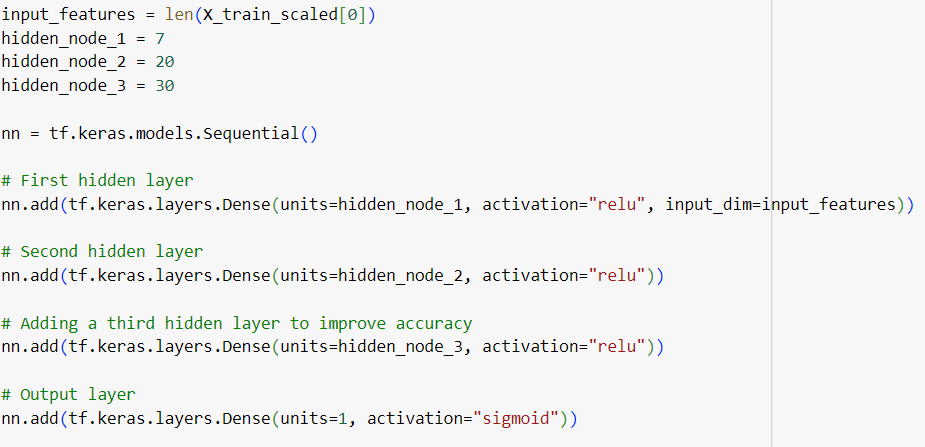 input_features = len(X_train_scaled[0])
hidden_node_1 = 7
hidden_node_2 = 20
hidden_node_3 = 30
nn = tf.keras.models.Sequential()
# First hidden layer
nn.add(tf.keras.layers.Dense(units=hidden_node_1, activation="relu", input_dim=input_features))
# Second hidden layer
nn.add(tf.keras.layers.Dense(units=hidden_node_2, activation="relu"))
# Adding a third hidden layer to improve accuracy
nn.add(tf.keras.layers.Dense(units=hidden_node_3, activation="relu"))
# Output layer
nn.add(tf.keras.layers.Dense(units=1, activation="sigmoid"))